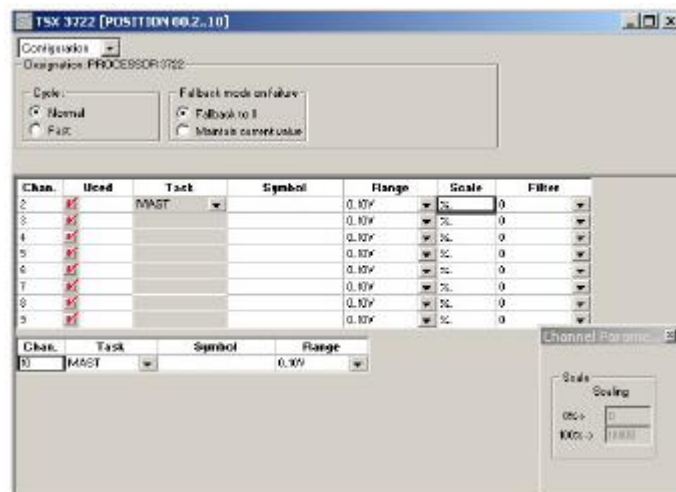 TSX 3722 [POSITION 00.2..10]
Configuration
Designation: PROCESSOR 3722
Cycle:
Normal
Fast
Fallback mode on failure
Fallback to 0
Maintain current value
Chan. Used Task Symbol Range Scale Filter
2 MAST 0..10V %.. 0
3 0..10V %.. 0
4 0..10V %.. 0
5 0..10V %.. 0
6 0..10V %.. 0
7 0..10V %.. 0
8 0..10V %.. 0
9 0..10V %.. 0
Chan. Task Symbol Range
10 MAST 0..10V
Channel Parame...
Scale
Scaling
0%->
0
100%->
10000